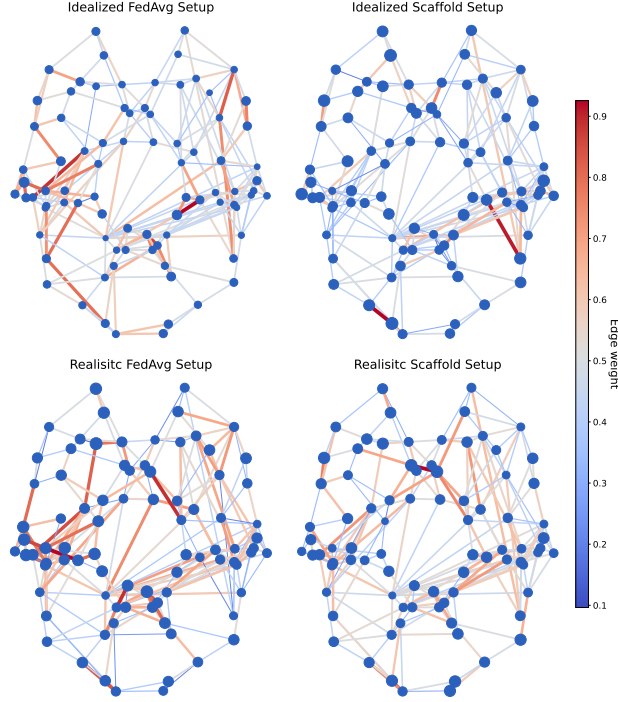 Idealized FedAvg Setup
Idealized Scaffold Setup
Realisitc FedAvg Setup
Realisitc Scaffold Setup
0.9
0.8
0.7
0.6
0.5
0.4
0.3
0.2
0.1
Edge weight